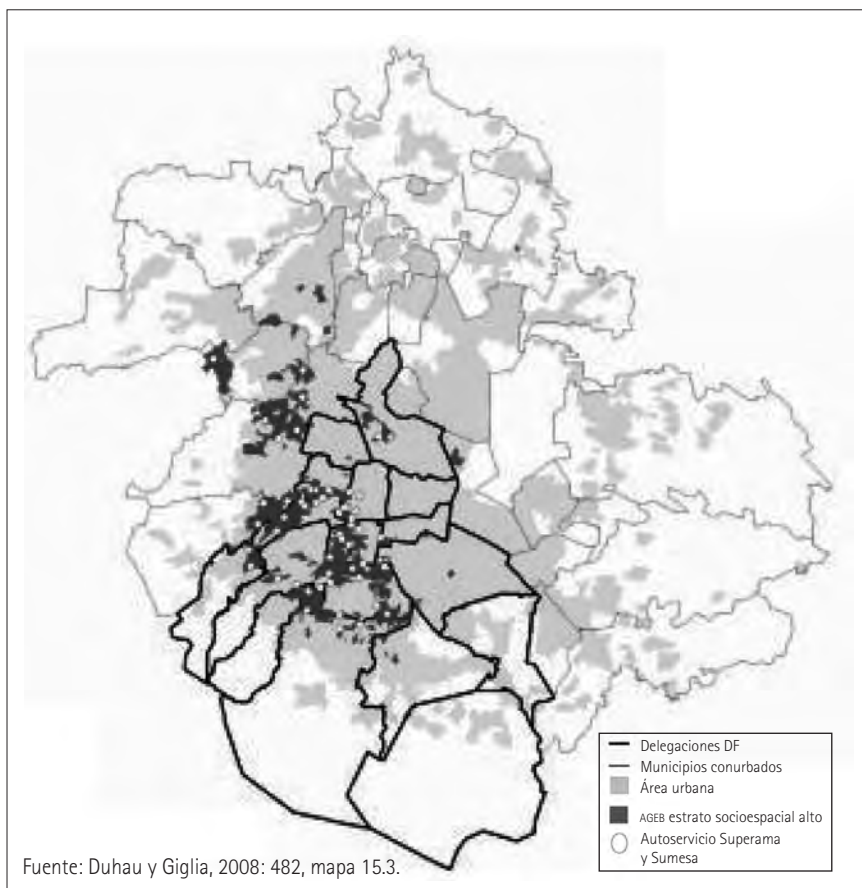 Delegaciones DF
Municipios conurbados
Área urbana
AGEB estrato socioespacial alto
Autoservicio Superama
y Sumesa
Fuente: Duhau y Giglia, 2008: 482, mapa 15.3.